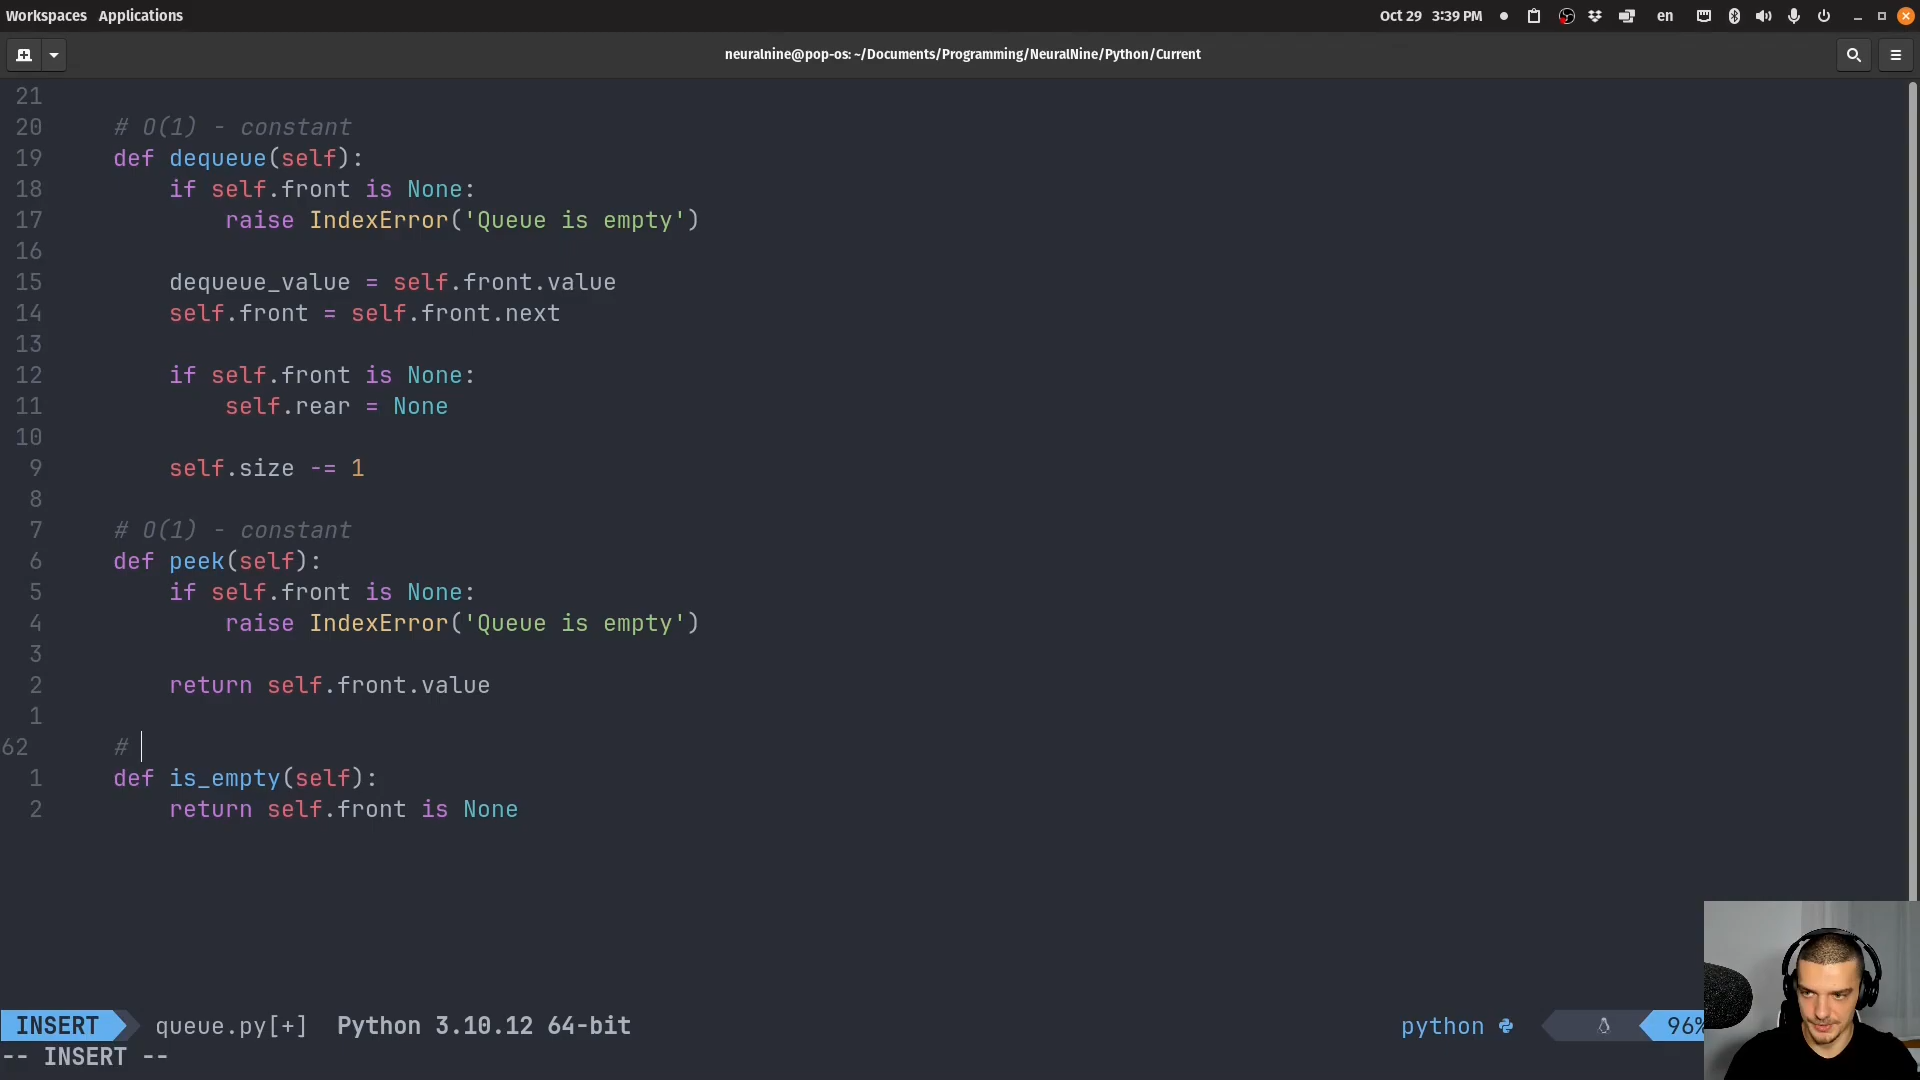 Workspaces Applications Oct 29 3:39 PM en
neuralnine@pop-os: ~/Documents/Programming/NeuralNine/Python/Current
21
20 # O(1) - constant
19 def dequeue(self):
18 if self.front is None:
17 raise IndexError('Queue is empty')
16
15 dequeue_value = self.front.value
14 self.front = self.front.next
13
12 if self.front is None:
11 self.rear = None
10
9 self.size -= 1
8
7 # O(1) - constant
6 def peek(self):
5 if self.front is None:
4 raise IndexError('Queue is empty')
3
2 return self.front.value
1
62 #
1 def is_empty(self):
2 return self.front is None
INSERT queue.py[+] Python 3.10.12 64-bit python 96%
-- INSERT --